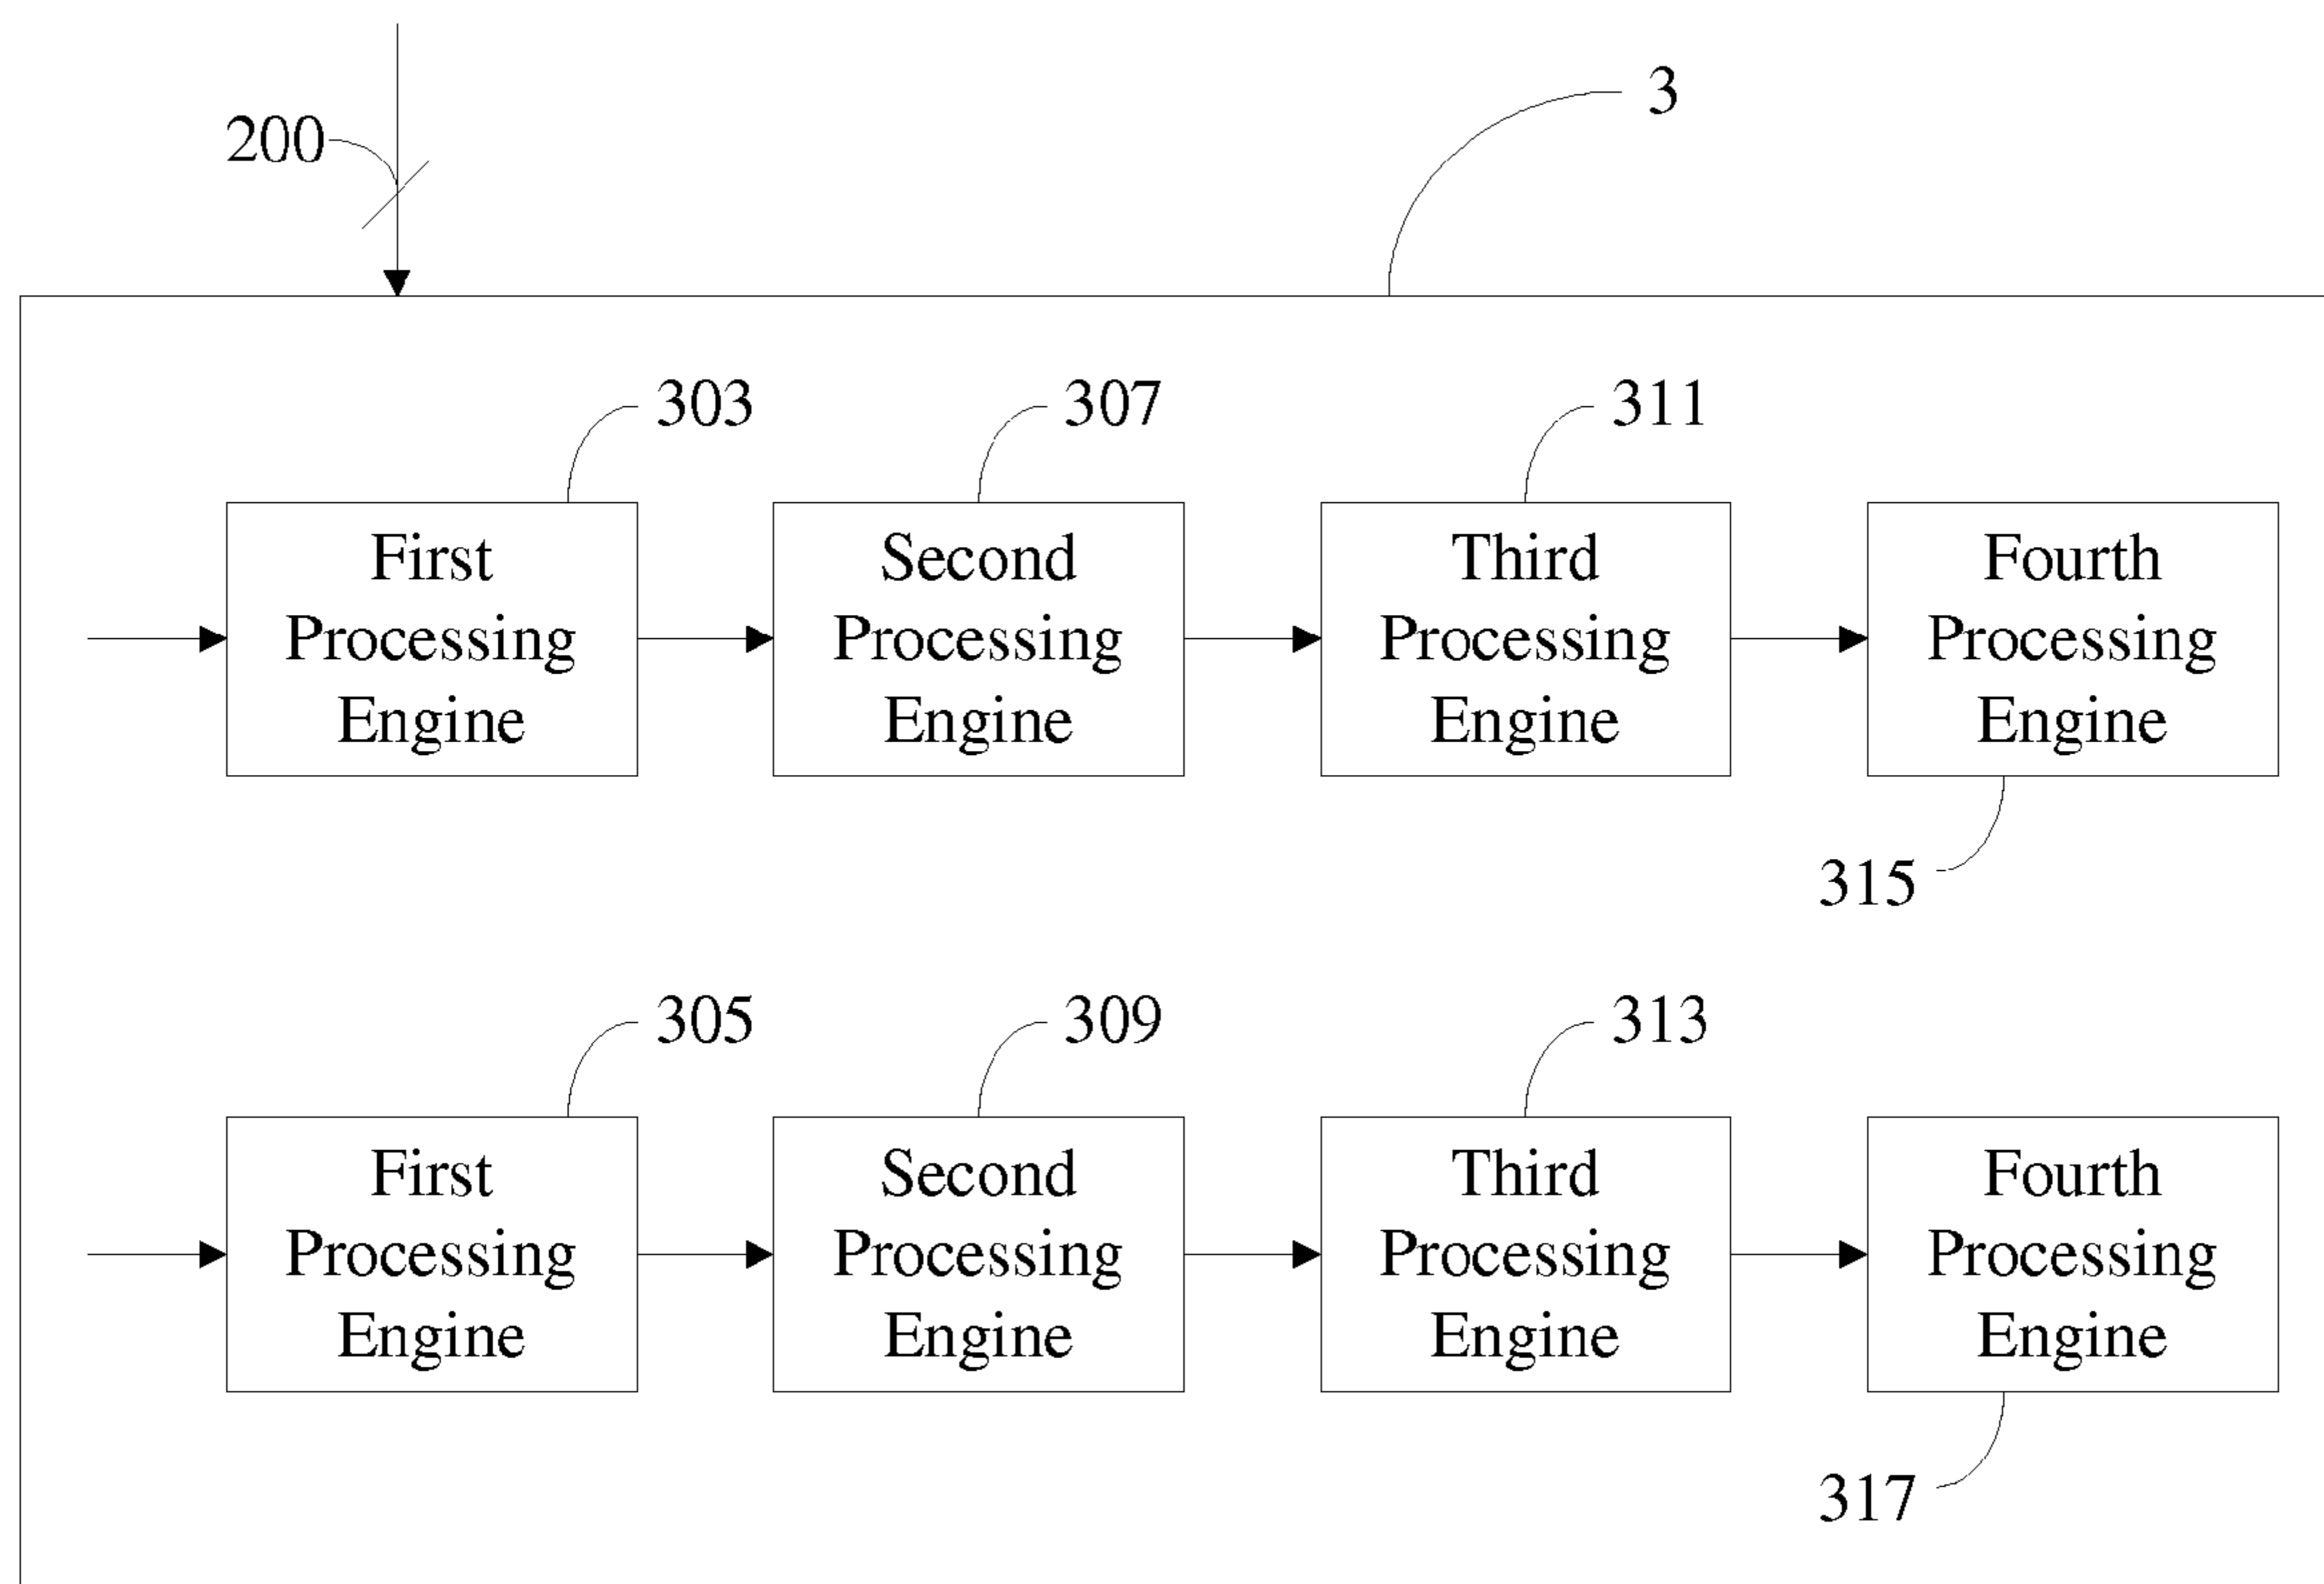 3
200
303
307
311
First
Processing
Engine
Second
Processing
Engine
Third
Processing
Engine
Fourth
Processing
Engine
315
305
309
313
First
Processing
Engine
Second
Processing
Engine
Third
Processing
Engine
Fourth
Processing
Engine
317